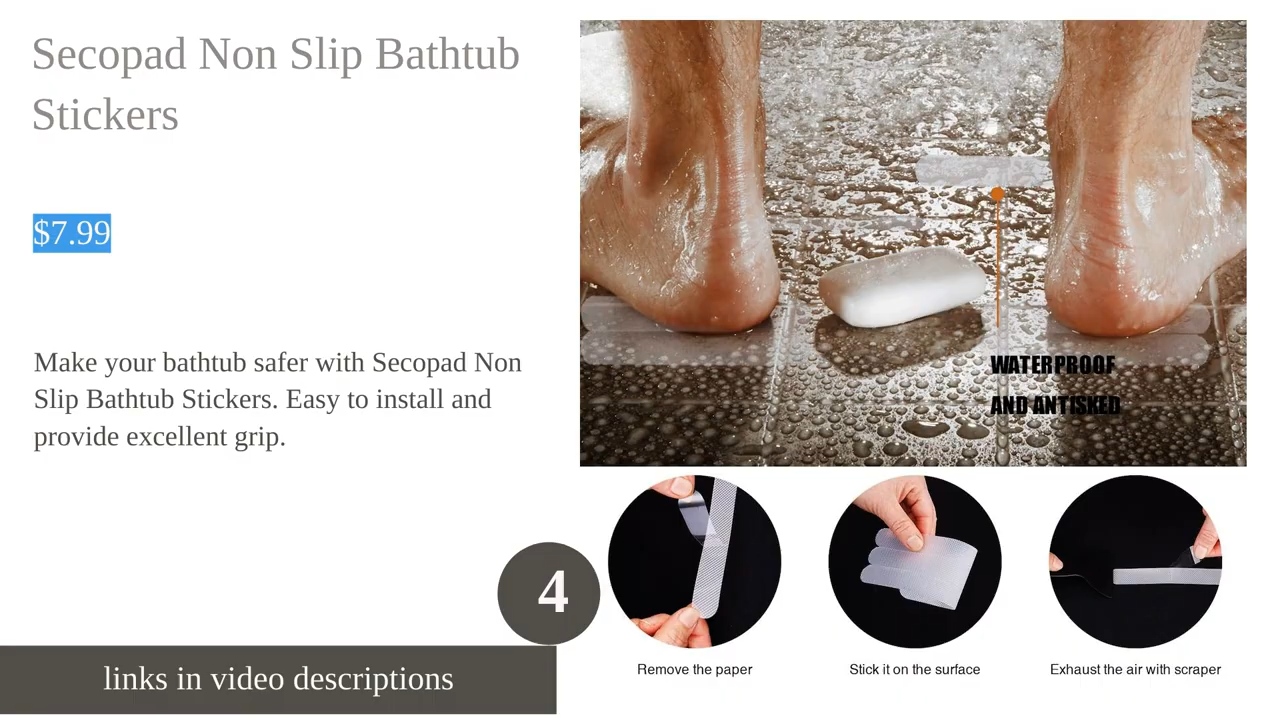 Secopad Non Slip Bathtub
Stickers
$7.99
Make your bathtub safer with Secopad Non
Slip Bathtub Stickers. Easy to install and
provide excellent grip.
WATERPROOF
AND ANTISKED
4
Remove the paper
Stick it on the surface
Exhaust the air with scraper
links in video descriptions